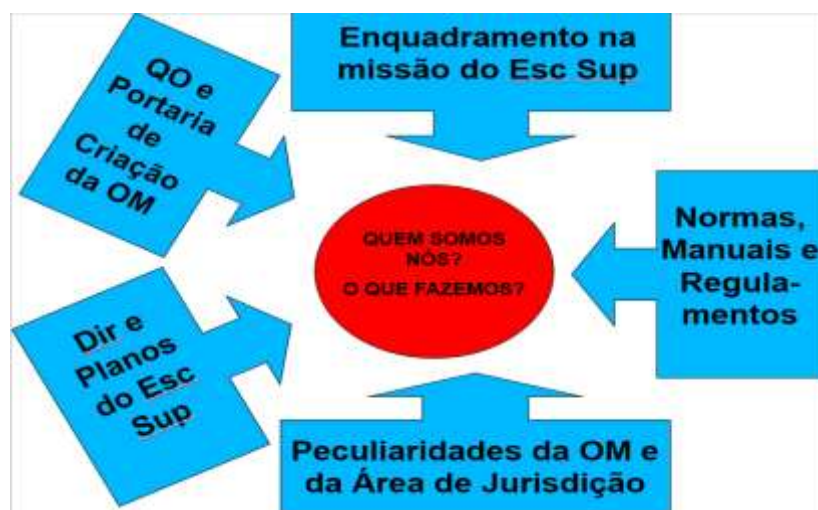 QO e
Portaria
de
Criação
da OM
Enquadramento na
missão do Esc Sup
Normas,
Manuais e
Regula-
mentos
QUEM SOMOS
NÓS?
O QUE FAZEMOS?
Dir e
Planos
do Esc
Sup
Peculiaridades da OM e
da Área de Jurisdição